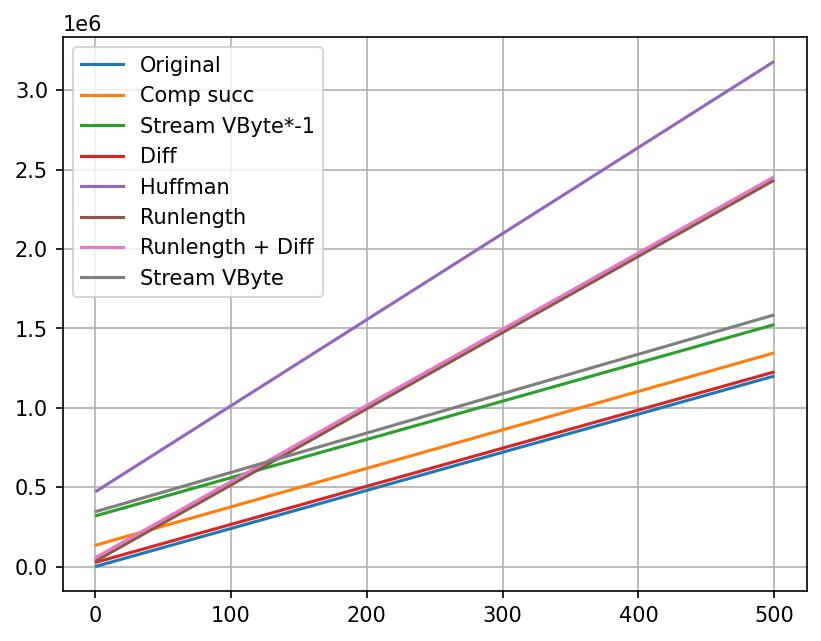 1e6
Original
Comp succ
Stream VByte*-1
Diff
Huffman
Runlength
Runlength + Diff
Stream VByte
3.0
2.5
2.0
1.5
1.0
0.5
0.0
0 100 200 300 400 500